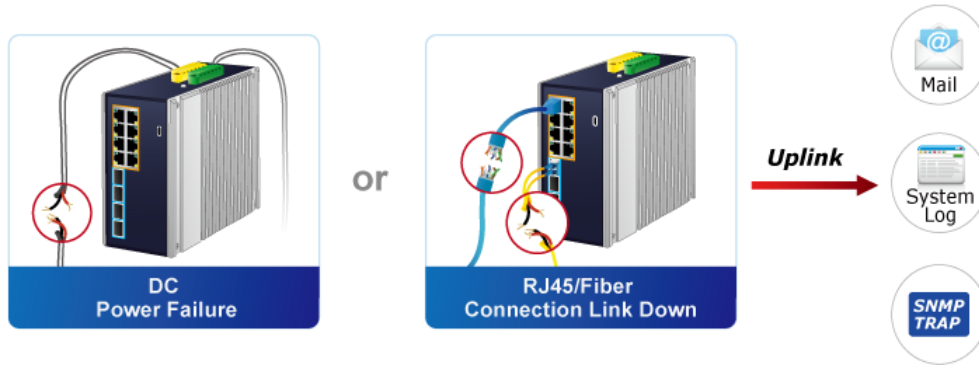 DC
Power Failure
or
RJ45/Fiber
Connection Link Down
Uplink
@
Mail
System
Log
SNMP
TRAP